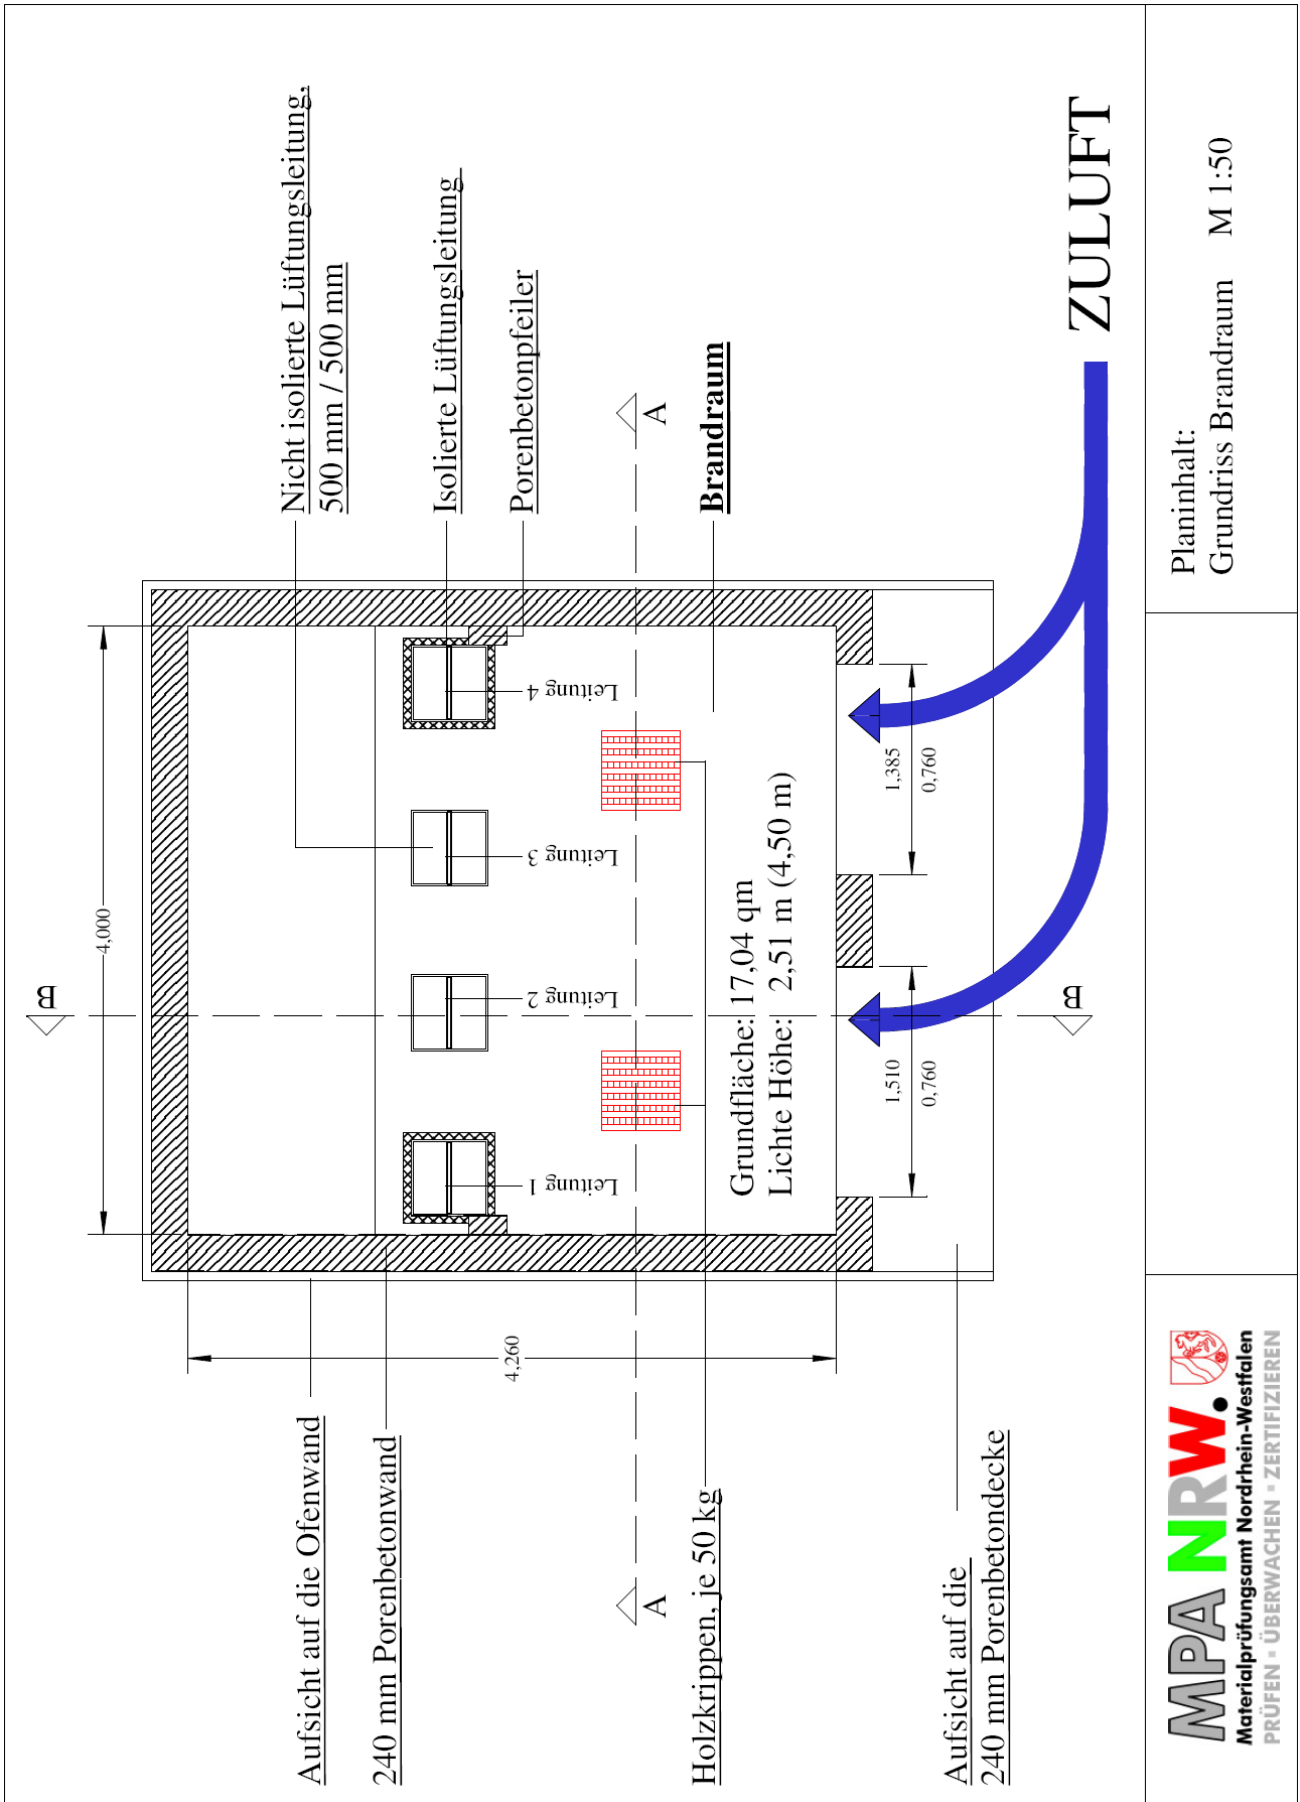 Aufsicht auf die Ofenwand
240 mm Porenbetonwand
Holzkrippen, je 50 kg
Aufsicht auf die
240 mm Porenbetondecke
4,260
4,000
B
B
A
A
Leitung 1
Leitung 2
Leitung 3
Leitung 4
Grundfläche: 17,04 qm
Lichte Höhe: 2,51 m (4,50 m)
1,510
0,760
1,385
0,760
Nicht isolierte Lüftungsleitung,
500 mm / 500 mm
Isolierte Lüftungsleitung
Porenbetonpfeiler
Brandraum
ZULUFT
MPA NRW.
Materialprüfungsamt Nordrhein-Westfalen
PRÜFEN ▪ ÜBERWACHEN ▪ ZERTIFIZIEREN
Planinhalt:
Grundriss Brandraum M 1:50